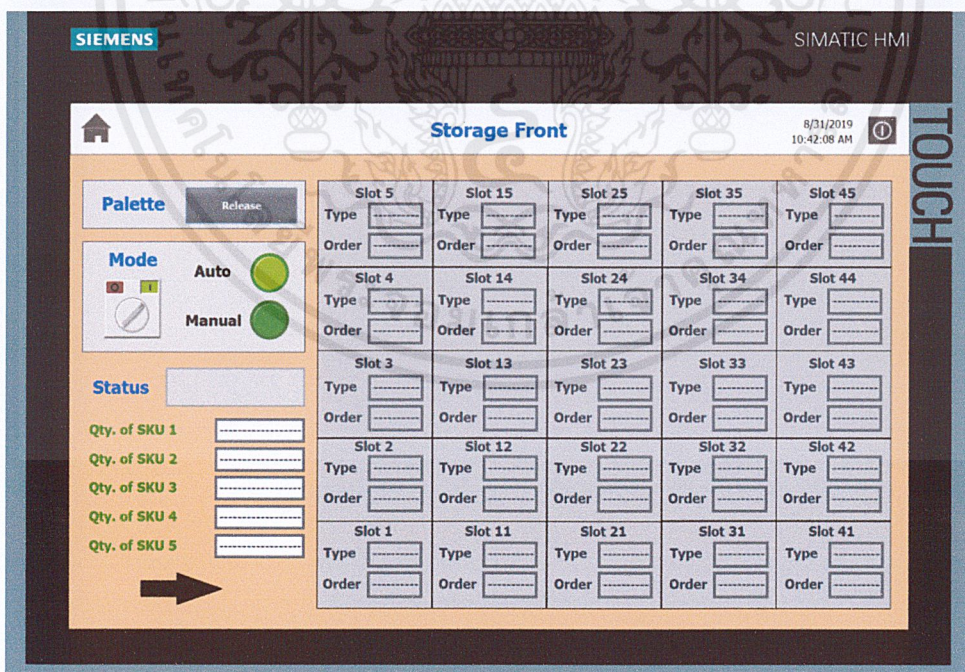 SIEMENS
SIMATIC HMI
TOUCH
Storage Front
8/31/2019
10:42:08 AM
Palette
Release
Mode
O
I
Auto
Manual
Status
Qty. of SKU 1
Qty. of SKU 2
Qty. of SKU 3
Qty. of SKU 4
Qty. of SKU 5
Slot 5 Slot 15 Slot 25 Slot 35 Slot 45
Type Type Type Type Type
Order Order Order Order Order
Slot 4 Slot 14 Slot 24 Slot 34 Slot 44
Type Type Type Type Type
Order Order Order Order Order
Slot 3 Slot 13 Slot 23 Slot 33 Slot 43
Type Type Type Type Type
Order Order Order Order Order
Slot 2 Slot 12 Slot 22 Slot 32 Slot 42
Type Type Type Type Type
Order Order Order Order Order
Slot 1 Slot 11 Slot 21 Slot 31 Slot 41
Type Type Type Type Type
Order Order Order Order Order